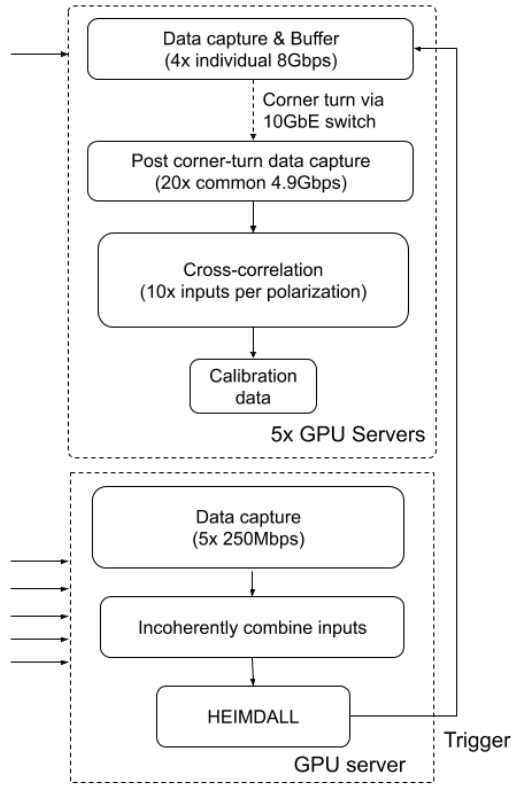 Data capture & Buffer
(4x individual 8Gbps)
Corner turn via
10GbE switch
Post corner-turn data capture
(20x common 4.9Gbps)
Cross-correlation
(10x inputs per polarization)
Calibration
data
5x GPU Servers
Data capture
(5x 250Mbps)
Incoherently combine inputs
HEIMDALL
Trigger
GPU server